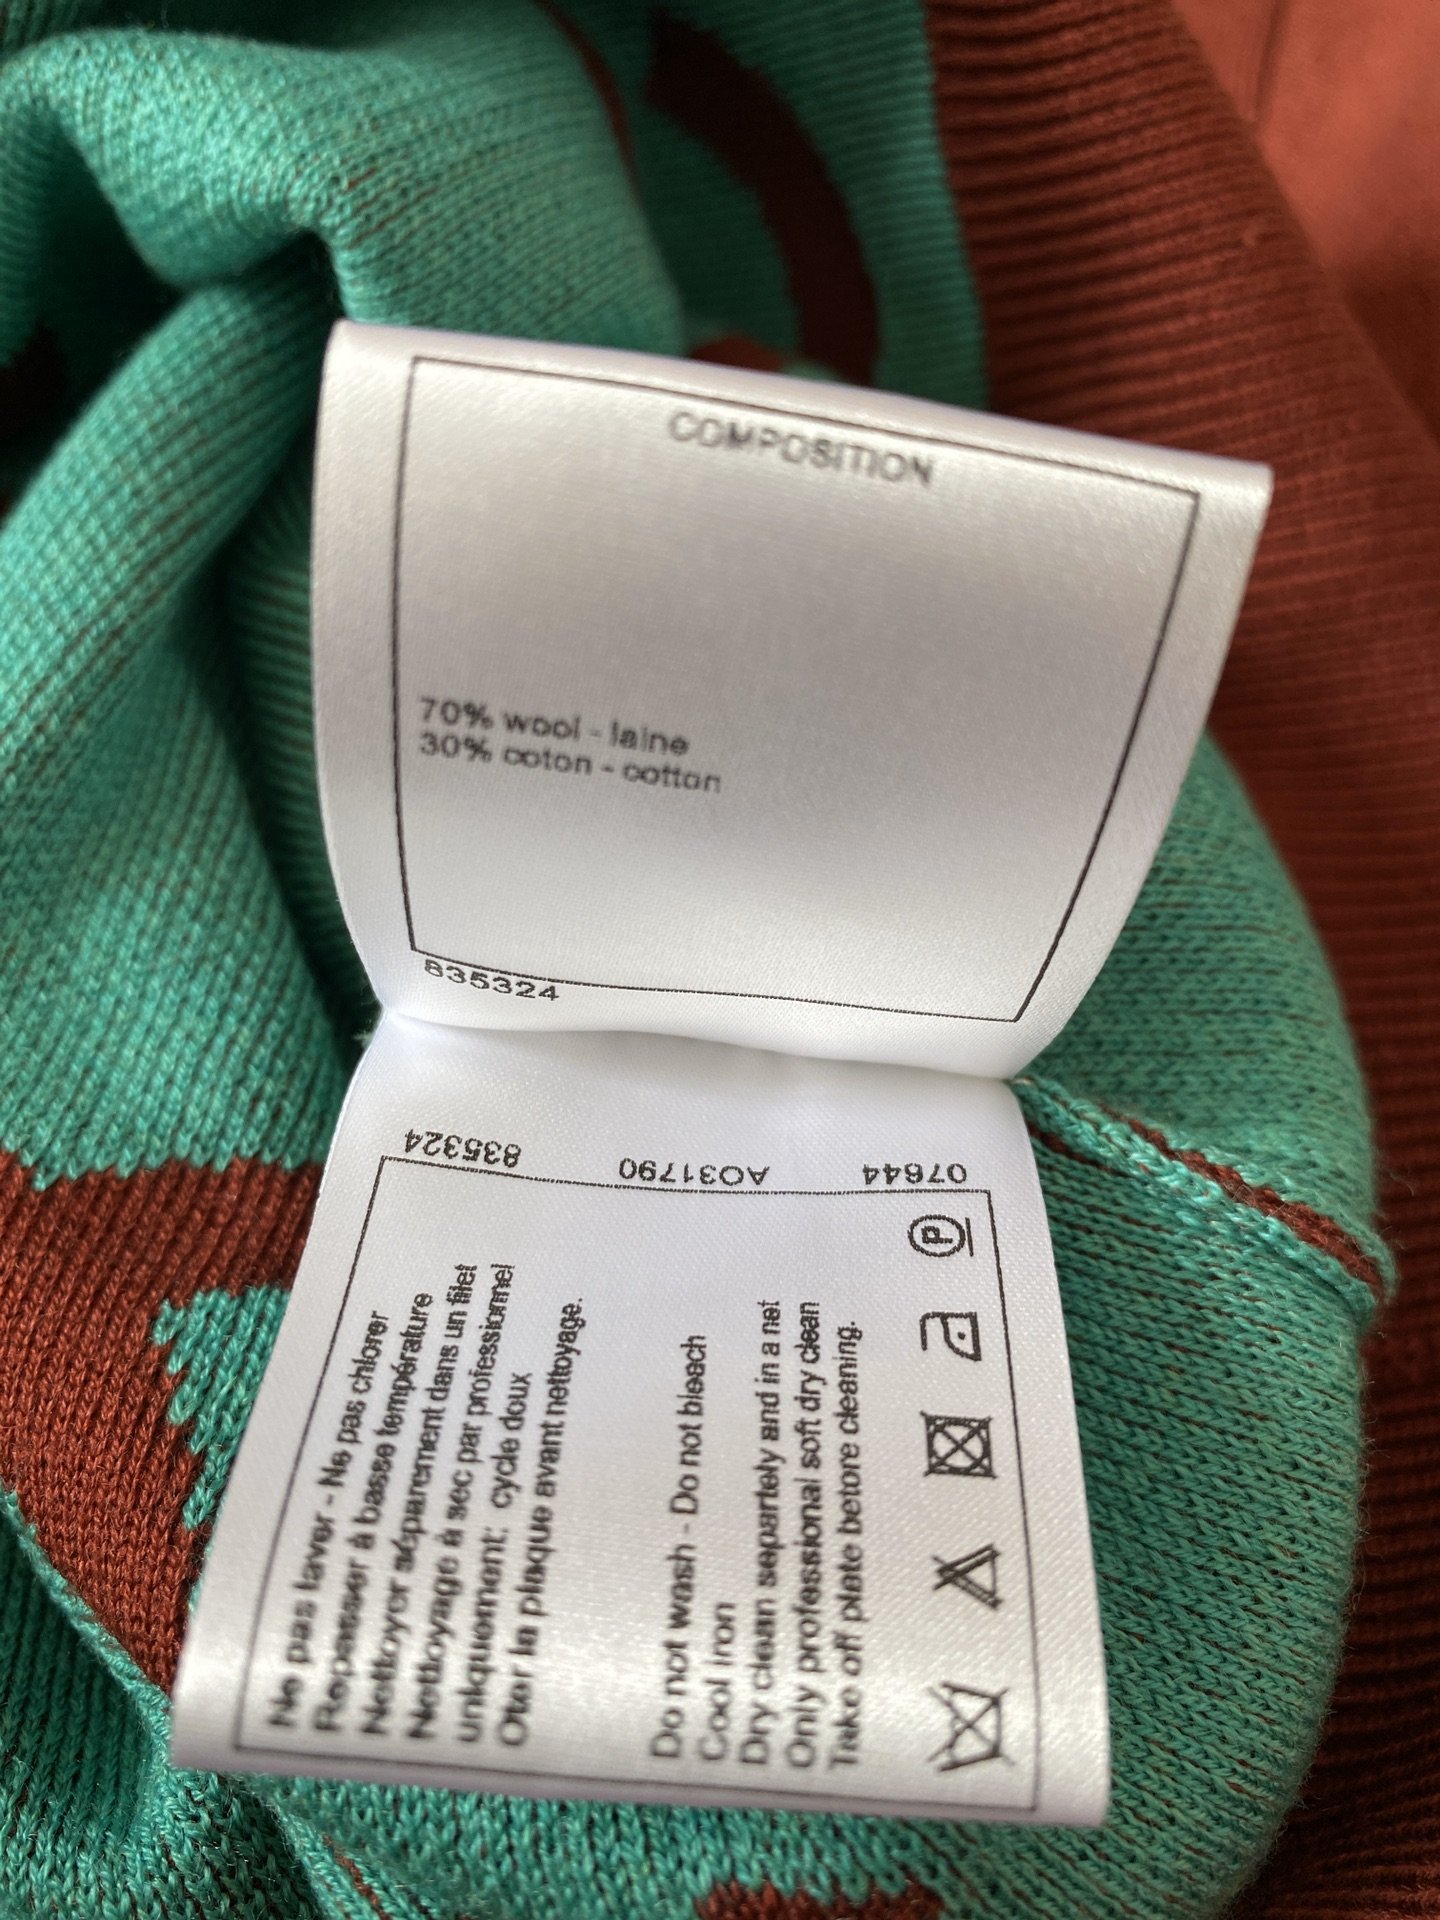 COMPOSITION
70% wool - laine
30% coton - cotton
835324
835324 AO31790 07644
Ne pas laver - Ne pas chlorer
Repasser à basse température
Nettoyer séparement dans un filet
Nettoyage à sec par professionnel
uniquement: cycle doux
Oter la plaque avant nettoyage.
Do not wash - Do not bleach
Cool iron
Dry clean separtely and in a net
Only professional soft dry clean
Take off plate betore cleaning.
P